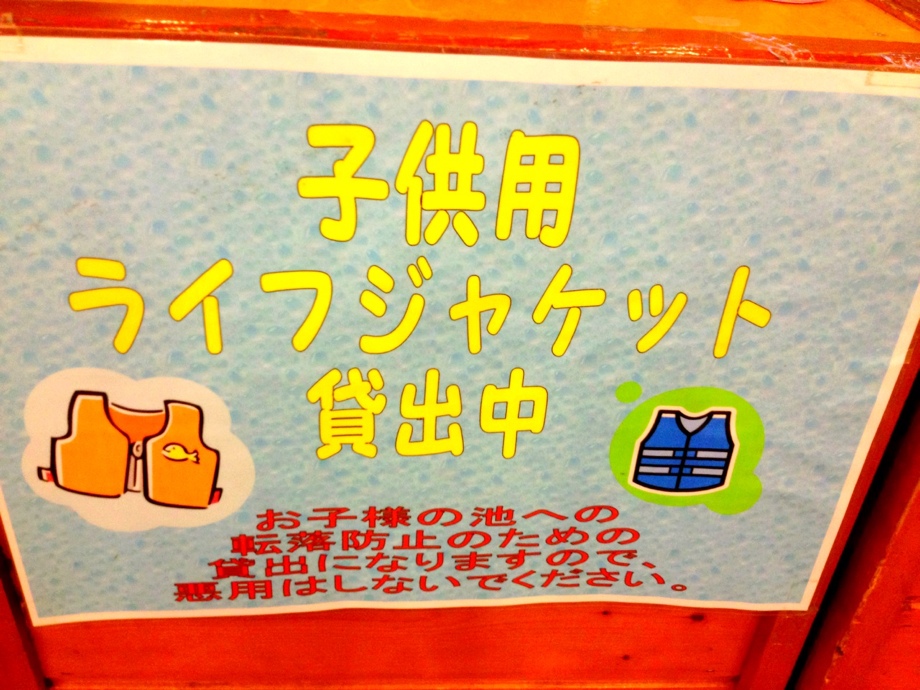 子供用
ライフジャケット
貸出中
お子様の池への
転落防止のための
貸出になりますので、
悪用はしないでください。